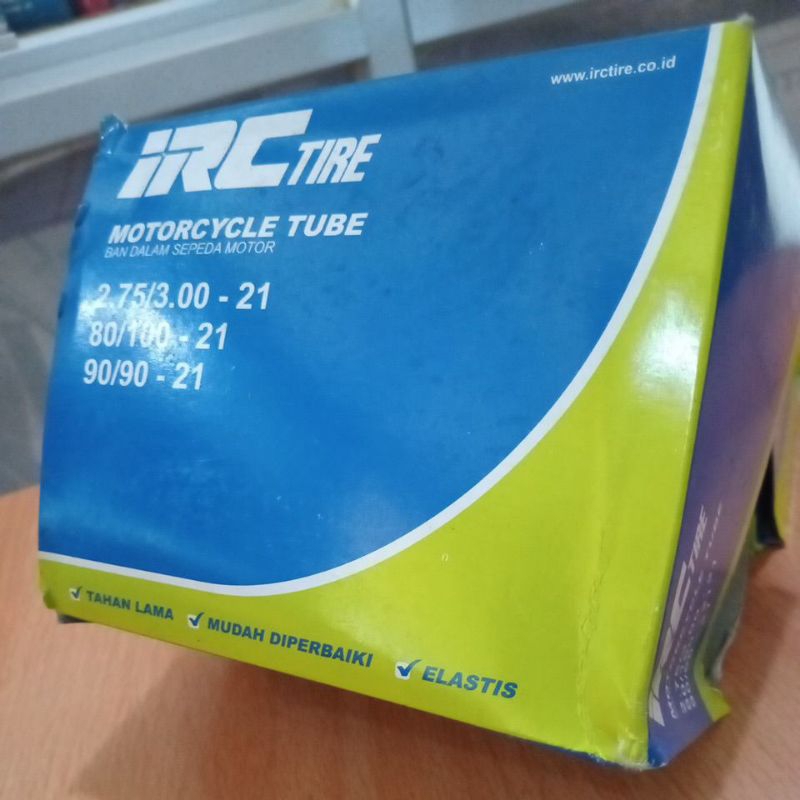 www.irctire.co.id
iRC TIRE
MOTORCYCLE TUBE
BAN DALAM SEPEDA MOTOR
2.75/3.00 - 21
80/100 - 21
90/90 - 21
TAHAN LAMA
MUDAH DIPERBAIKI
ELASTIS
iRC TIRE
TUBE